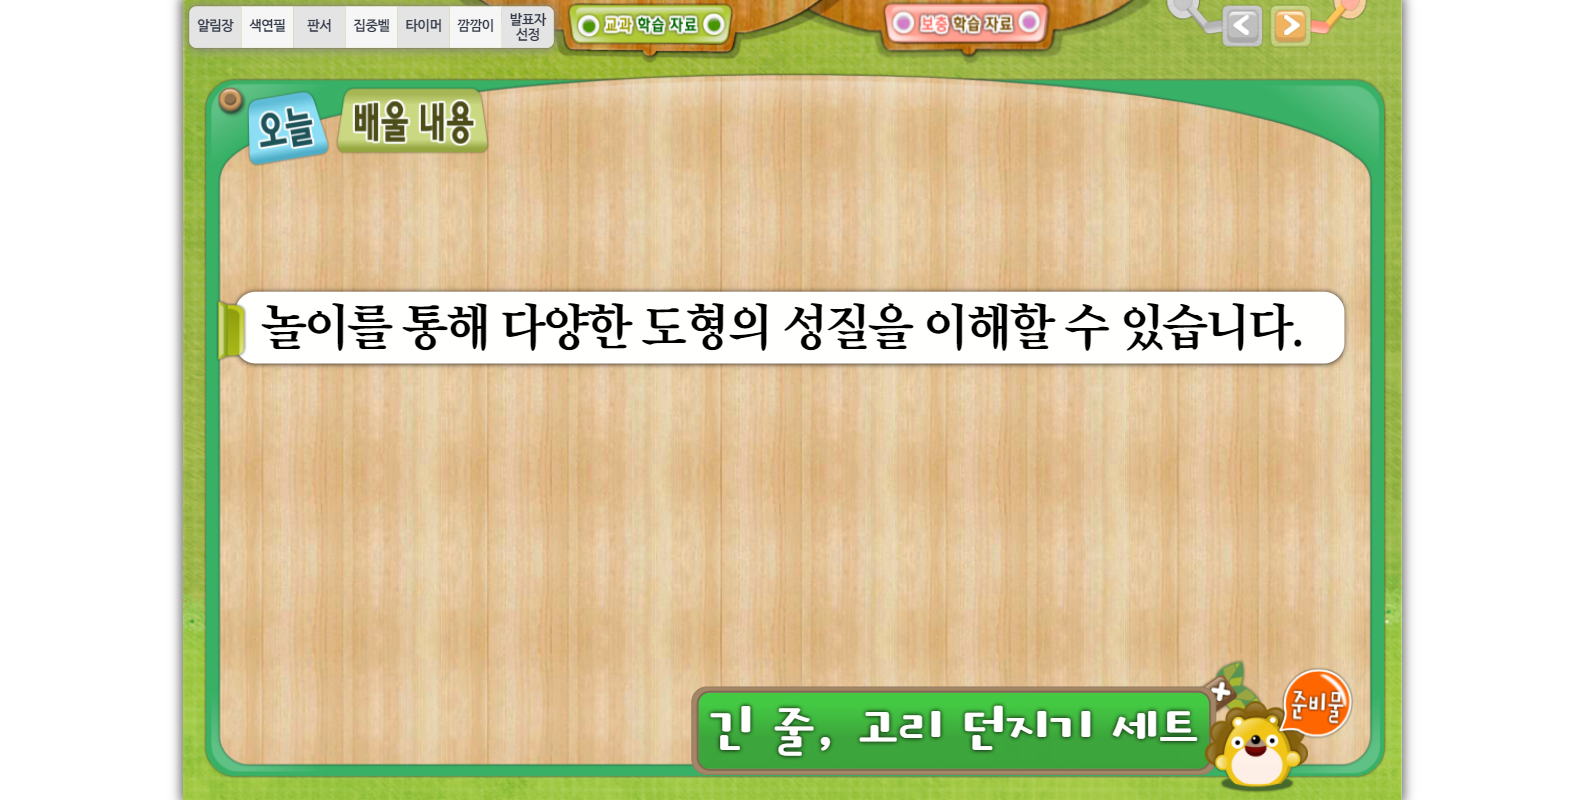 알림장 색연필 판서 집중벨 타이머 깜깜이 발표자 선정
교과 학습 자료
보충 학습 자료
오늘 배울 내용
놀이를 통해 다양한 도형의 성질을 이해할 수 있습니다.
긴 줄, 고리 던지기 세트
준비물